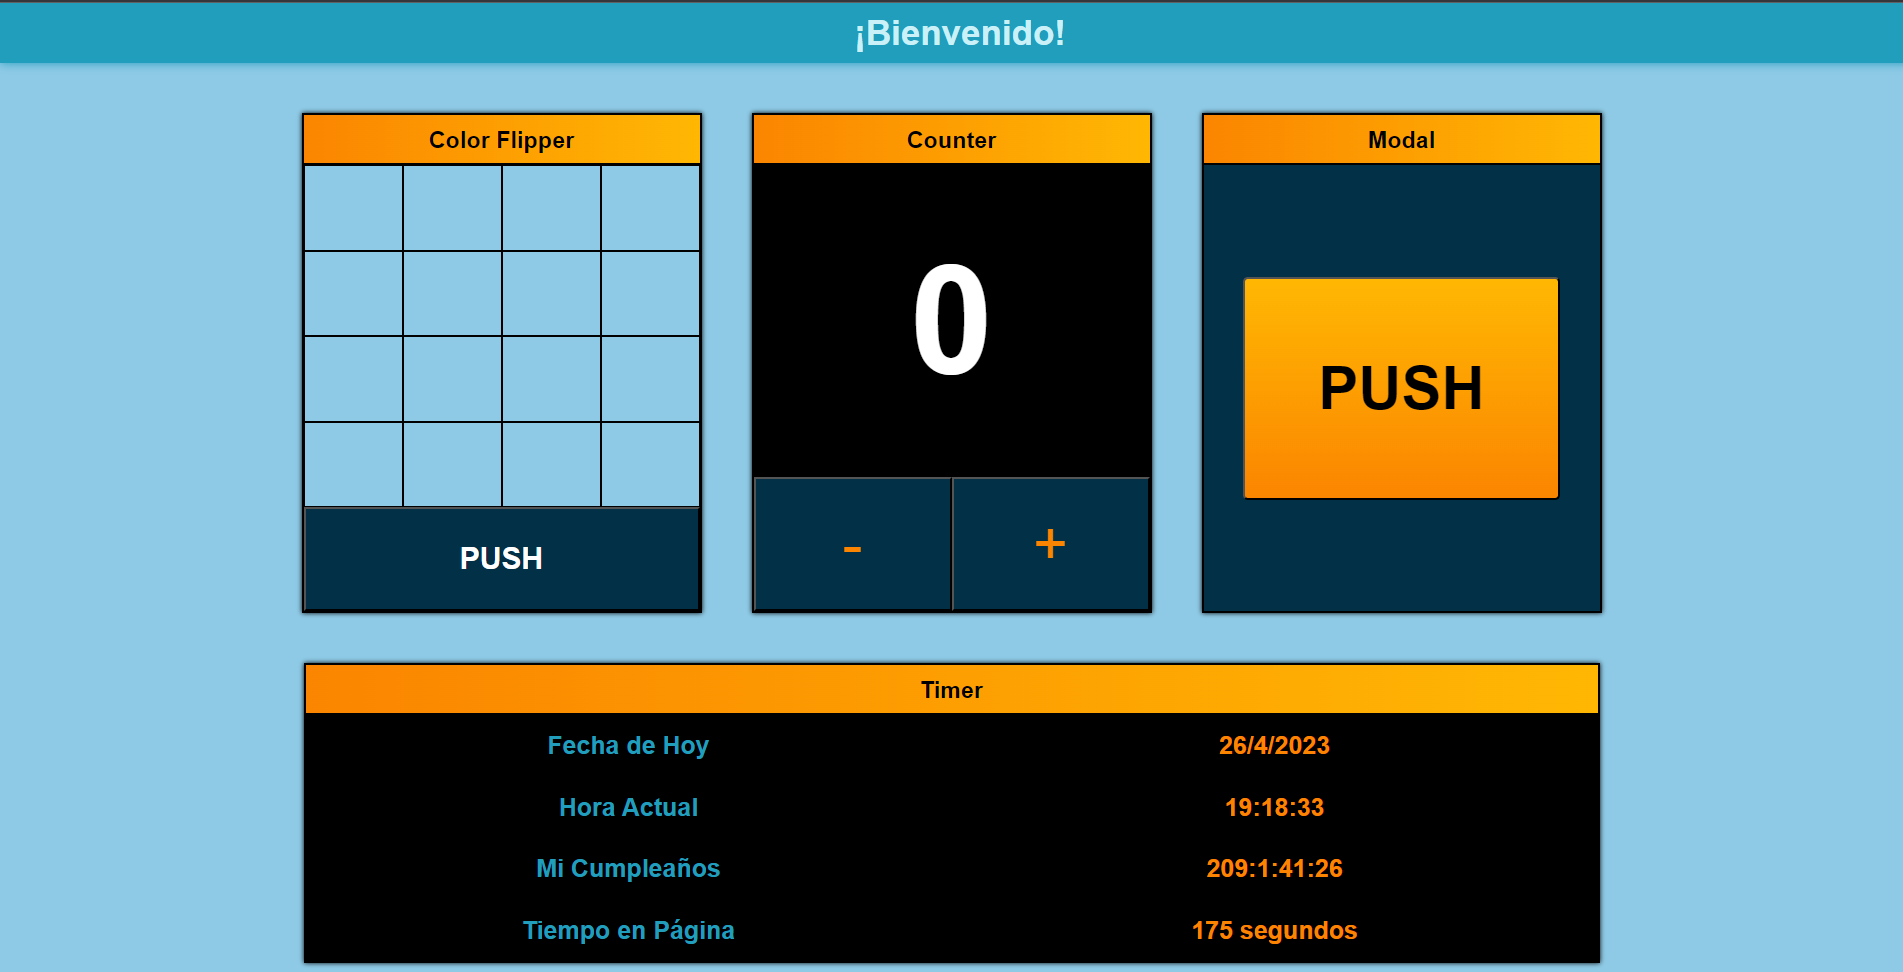 ¡Bienvenido!
Color Flipper
PUSH
Counter
0
- +
Modal
PUSH
Timer
Fecha de Hoy 26/4/2023
Hora Actual 19:18:33
Mi Cumpleaños 209:1:41:26
Tiempo en Página 175 segundos